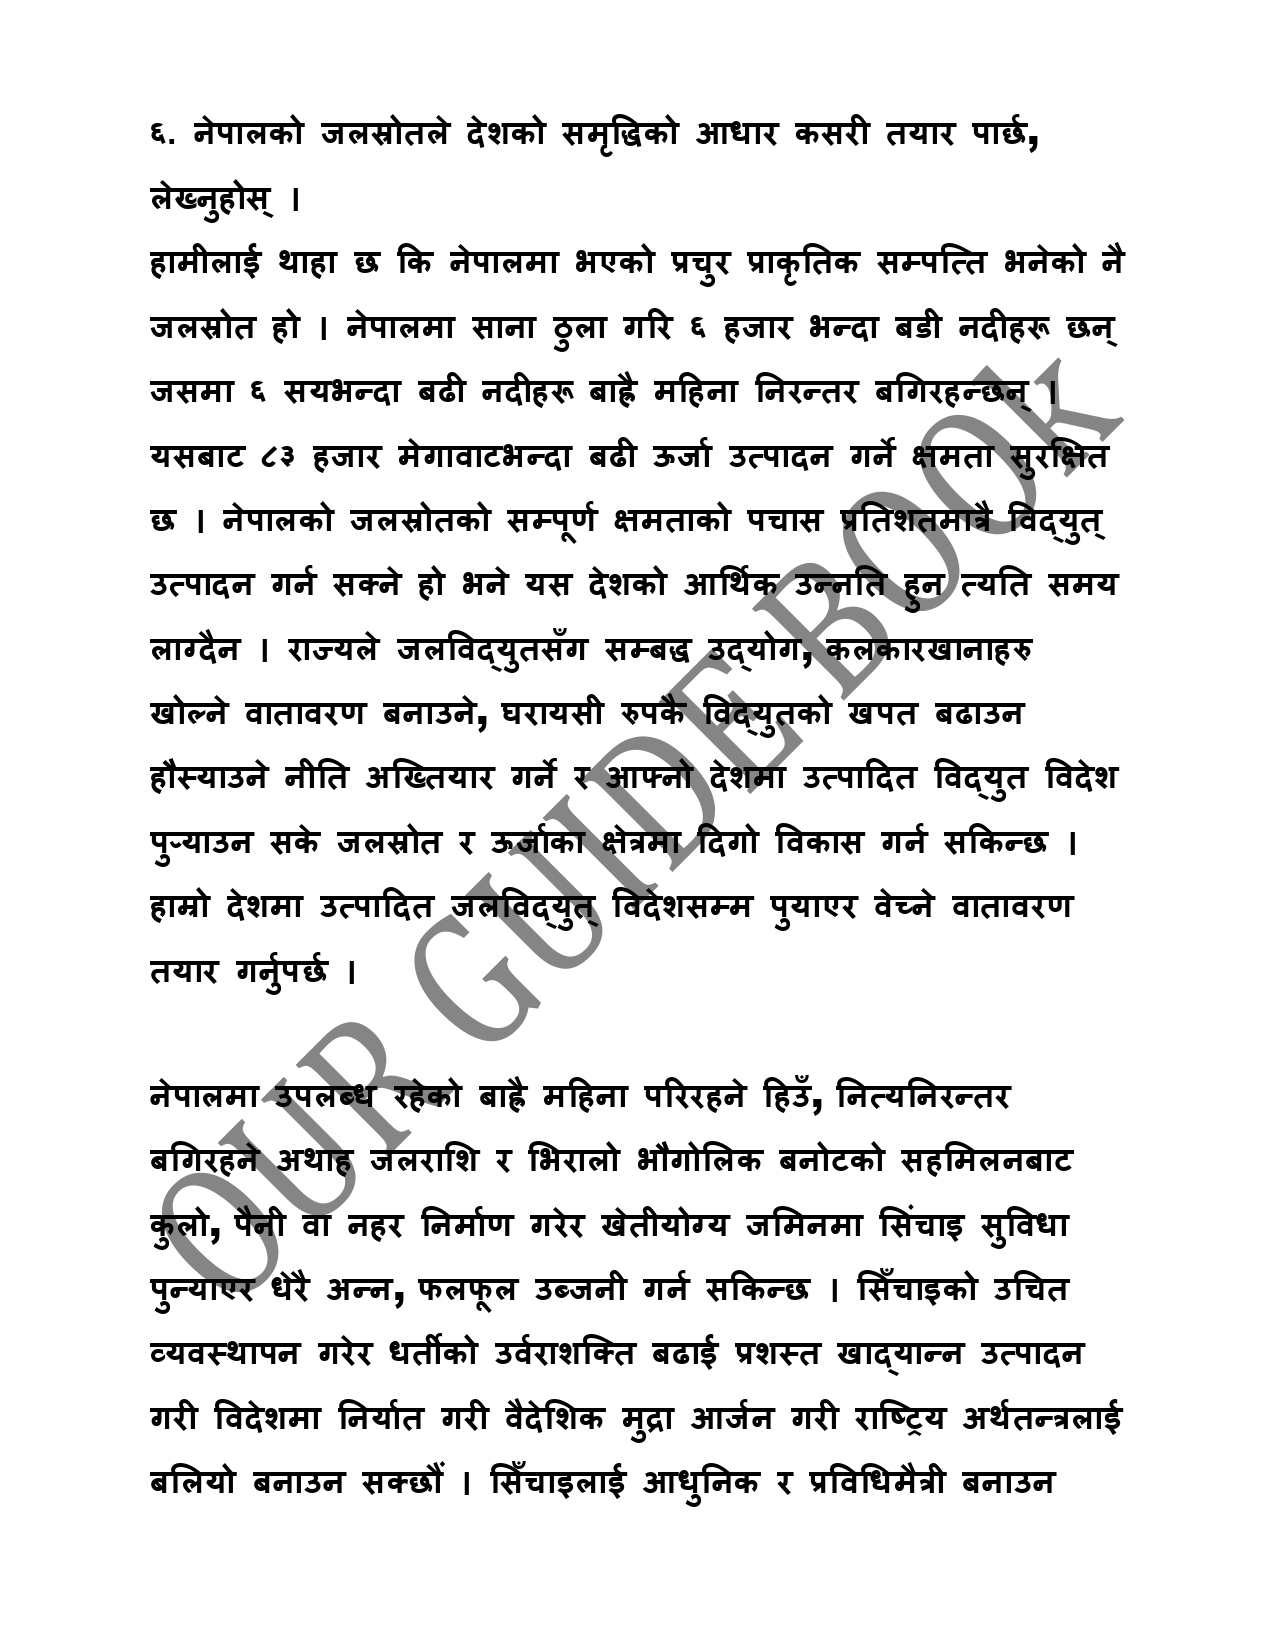 ६. नेपालको जलस्रोतले देशको समृद्धिको आधार कसरी तयार पार्छ,
लेख्नुहोस् ।
हामीलाई थाहा छ कि नेपालमा भएको प्रचुर प्राकृतिक सम्पत्ति भनेको नै
जलस्रोत हो । नेपालमा साना ठुला गरि ६ हजार भन्दा बडी नदीहरू छन्
जसमा ६ सयभन्दा बढी नदीहरू बाह्रै महिना निरन्तर बगिरहन्छन् ।
यसबाट ८३ हजार मेगावाटभन्दा बढी ऊर्जा उत्पादन गर्ने क्षमता सुरक्षित
छ । नेपालको जलस्रोतको सम्पूर्ण क्षमताको पचास प्रतिशतमात्रै विद्‌युत्
उत्पादन गर्न सक्ने हो भने यस देशको आर्थिक उन्नति हुन त्यति समय
लाग्दैन । राज्यले जलविद्‌युतसँग सम्बद्ध उद्‌योग, कलकारखानाहरु
खोल्ने वातावरण बनाउने, घरायसी रुपकै विद्‌युतको खपत बढाउन
हौस्याउने नीति अख्तियार गर्ने र आफ्नो देशमा उत्पादित विद्‌युत विदेश
पुऱ्याउन सके जलस्रोत र ऊर्जाका क्षेत्रमा दिगो विकास गर्न सकिन्छ ।
हाम्रो देशमा उत्पादित जलविद्‌युत् विदेशसम्म पुयाएर वेच्ने वातावरण
तयार गर्नुपर्छ ।
नेपालमा उपलब्ध रहेको बाह्रै महिना परिरहने हिउँ, नित्यनिरन्तर
बगिरहने अथाह जलराशि र भिरालो भौगोलिक बनोटको सहमिलनबाट
कुलो, पैनी वा नहर निर्माण गरेर खेतीयोग्य जमिनमा सिंचाइ सुविधा
पुन्याएर धेरै अन्न, फलफूल उब्जनी गर्न सकिन्छ । सिँचाइको उचित
व्यवस्थापन गरेर धर्तीको उर्वराशक्ति बढाई प्रशस्त खाद्‌यान्न उत्पादन
गरी विदेशमा निर्यात गरी वैदेशिक मुद्रा आर्जन गरी राष्ट्रिय अर्थतन्त्रलाई
बलियो बनाउन सक्छौं । सिँचाइलाई आधुनिक र प्रविधिमैत्री बनाउन
OUR GUIDE BOOK